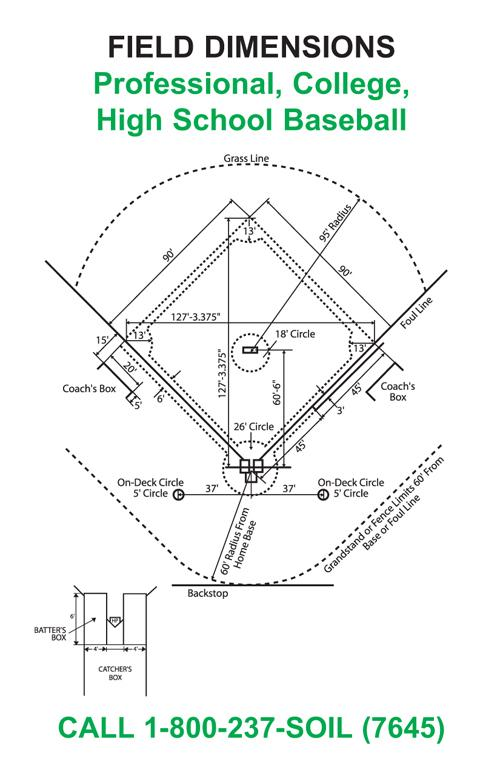 FIELD DIMENSIONS
Professional, College,
High School Baseball
Grass Line
13'
95' Radius
90'
90'
127'-3.375"
Foul Line
15'
13'
18' Circle
13'
20'
127'-3.375"
60'-6"
45'
Coach's Box
Coach's
Box
5'
6'
3'
26' Circle
45'
On-Deck Circle
5' Circle
37'
37'
On-Deck Circle
5' Circle
60' Radius From
Home Base
Grandstand or Fence Limits 60' From
Base or Foul Line
Backstop
6'
HP
BATTER'S
BOX
4'
4'
CATCHER'S
BOX
CALL 1-800-237-SOIL (7645)